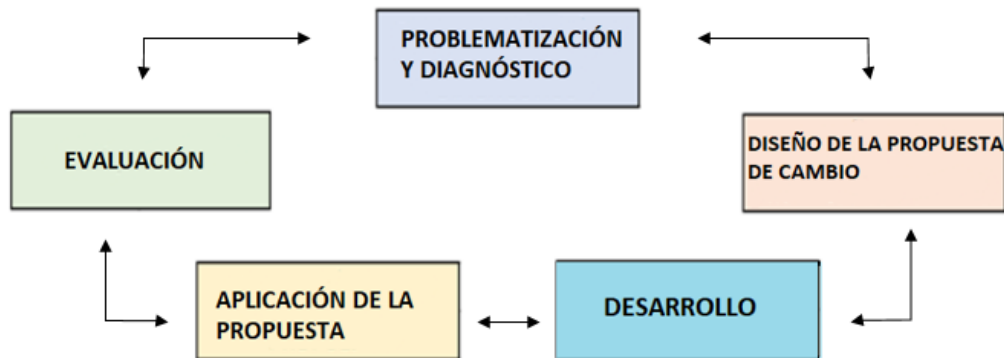 PROBLEMATIZACIÓN
Y DIAGNÓSTICO
EVALUACIÓN
DISEÑO DE LA PROPUESTA
DE CAMBIO
APLICACIÓN DE LA
PROPUESTA
DESARROLLO